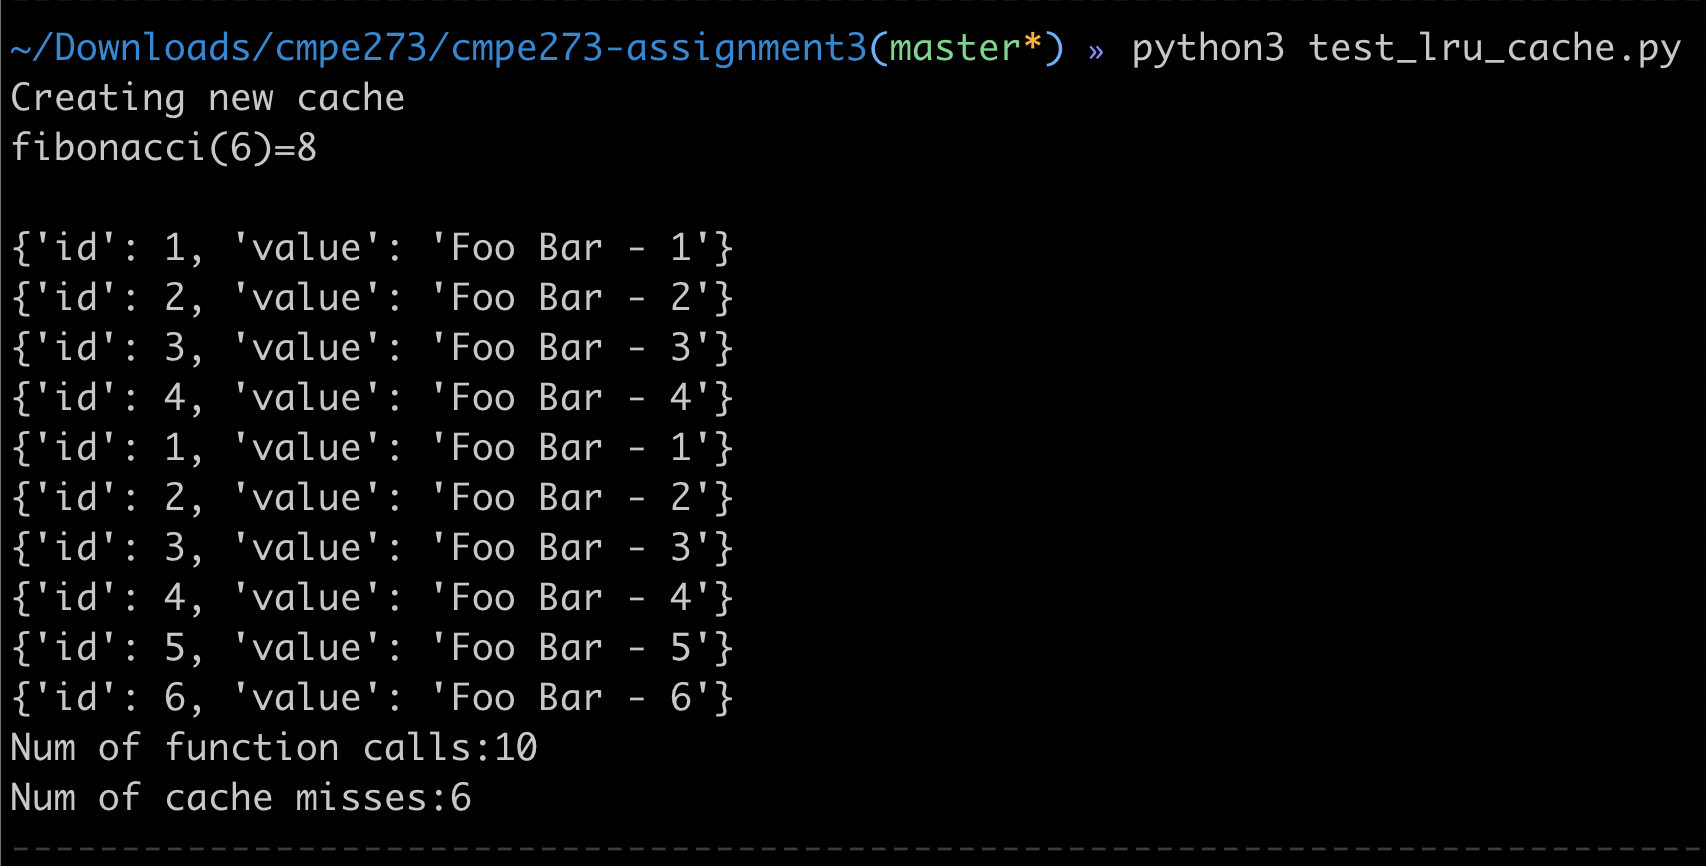 ~/Downloads/cmpe273/cmpe273-assignment3(master*) » python3 test_lru_cache.py
Creating new cache
fibonacci(6)=8
{'id': 1, 'value': 'Foo Bar - 1'}
{'id': 2, 'value': 'Foo Bar - 2'}
{'id': 3, 'value': 'Foo Bar - 3'}
{'id': 4, 'value': 'Foo Bar - 4'}
{'id': 1, 'value': 'Foo Bar - 1'}
{'id': 2, 'value': 'Foo Bar - 2'}
{'id': 3, 'value': 'Foo Bar - 3'}
{'id': 4, 'value': 'Foo Bar - 4'}
{'id': 5, 'value': 'Foo Bar - 5'}
{'id': 6, 'value': 'Foo Bar - 6'}
Num of function calls:10
Num of cache misses:6